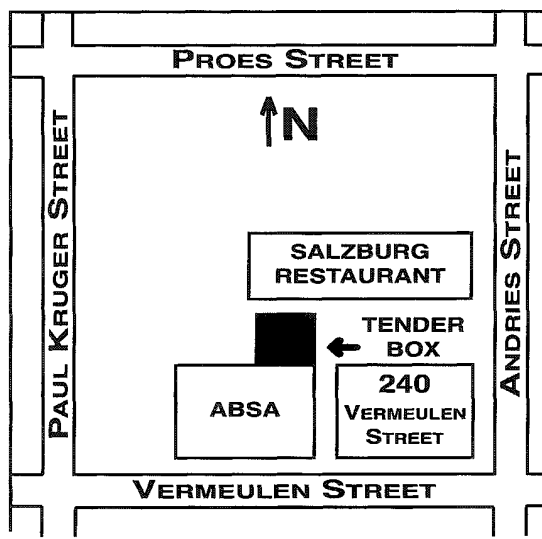 PROES STREET
N
PAUL KRUGER STREET
ANDRIES STREET
SALZBURG
RESTAURANT
TENDER
BOX
ABSA
240
VERMEULEN
STREET
VERMEULEN STREET